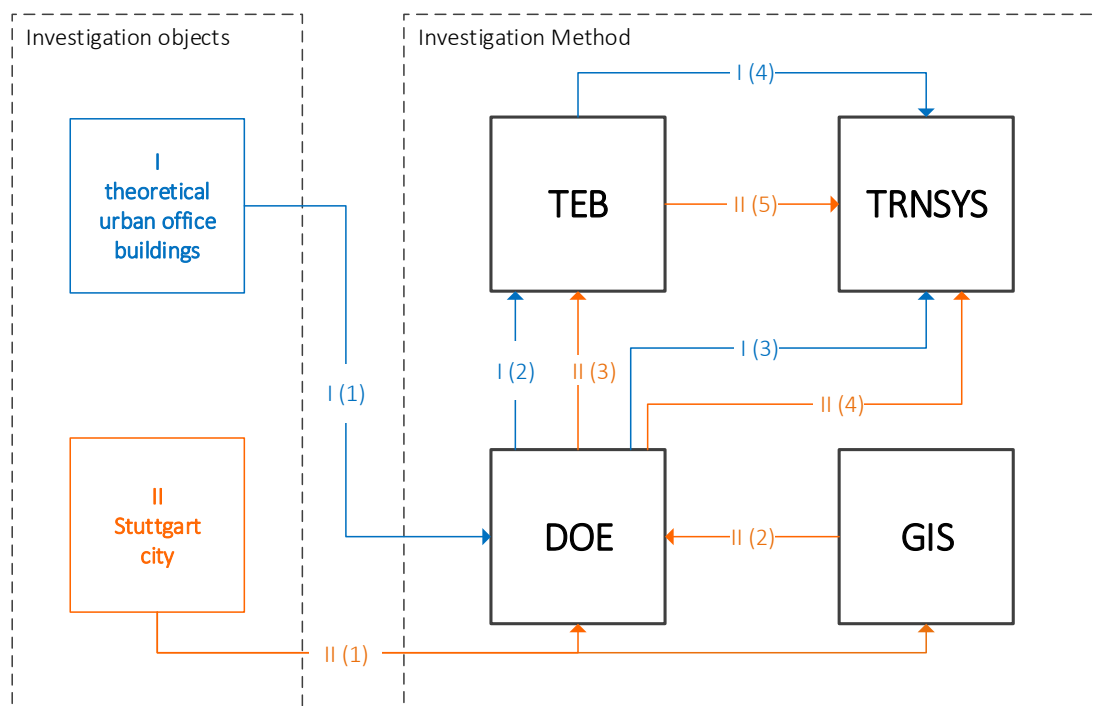 Investigation objects
Investigation Method
I (4)
I
theoretical
urban office
buildings
TEB
II (5)
TRNSYS
I (3)
I (2)
II (3)
I (1)
II (4)
II
Stuttgart
city
DOE
II (2)
GIS
II (1)